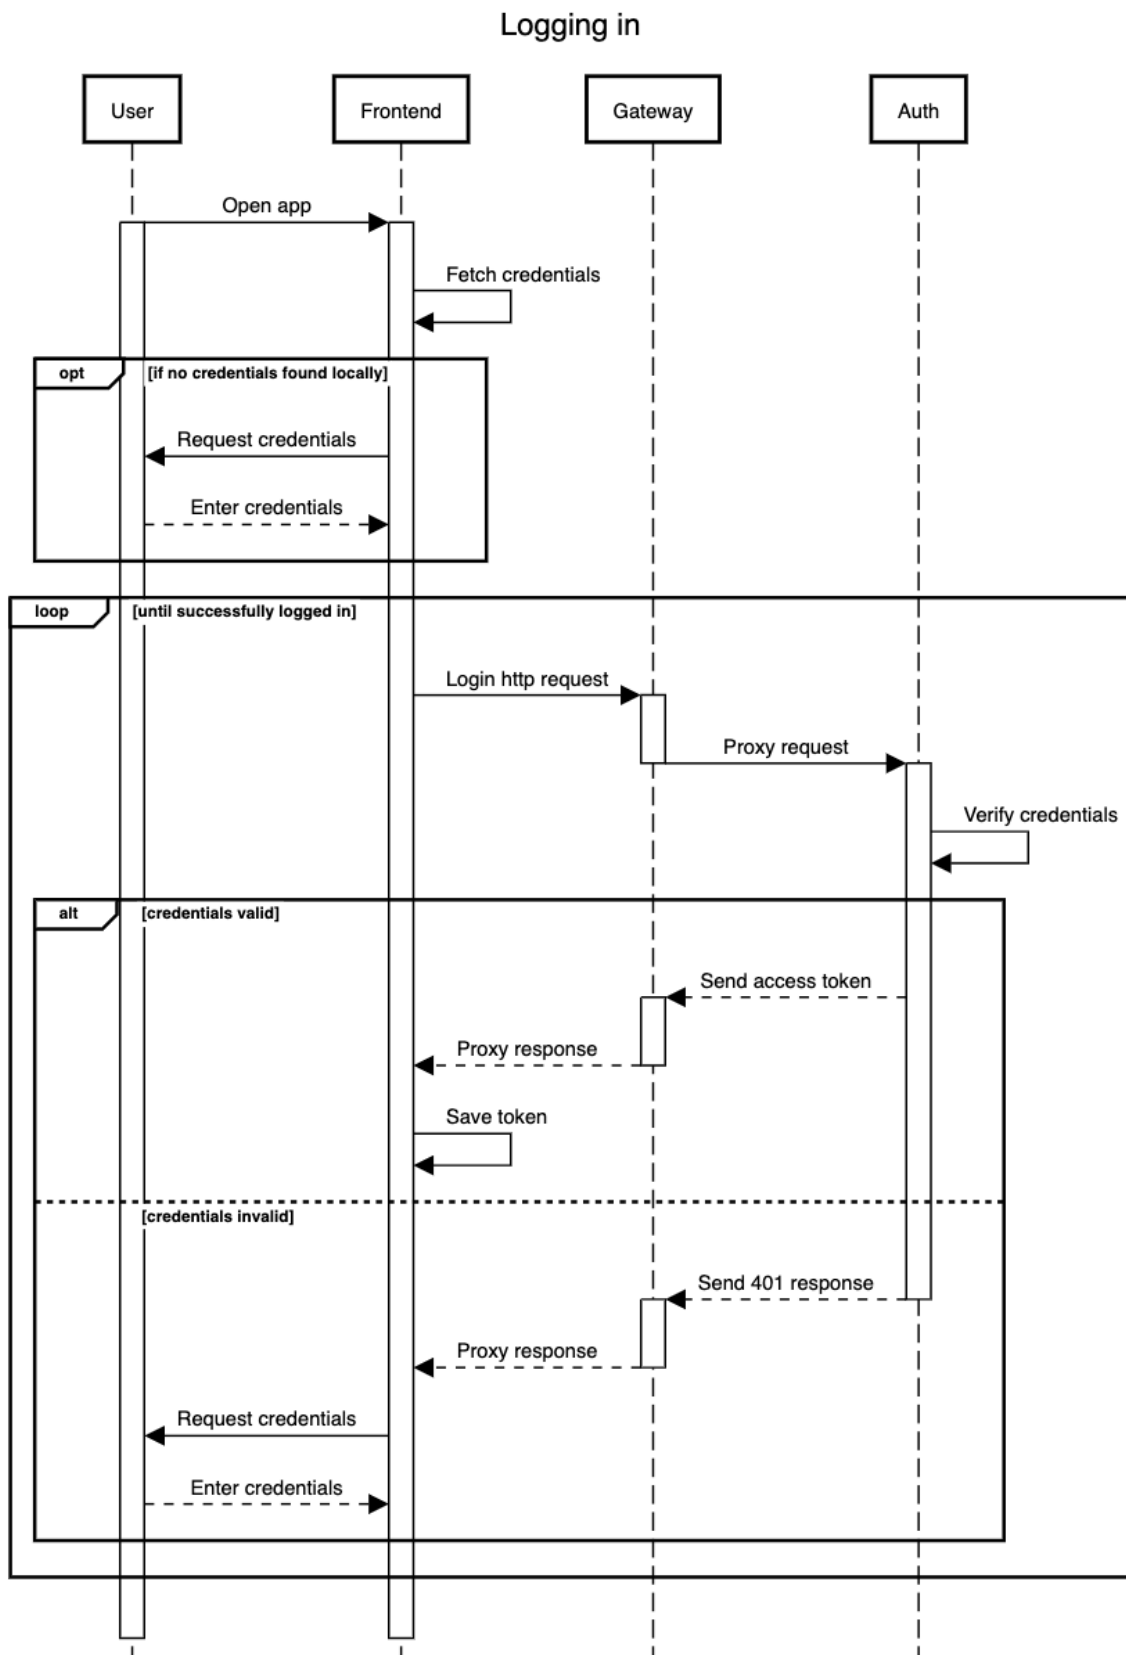 Logging in
User
Frontend
Gateway
Auth
Open app
Fetch credentials
opt
[if no credentials found locally]
Request credentials
Enter credentials
loop
[until successfully logged in]
Login http request
Proxy request
Verify credentials
alt
[credentials valid]
Send access token
Proxy response
Save token
[credentials invalid]
Send 401 response
Proxy response
Request credentials
Enter credentials